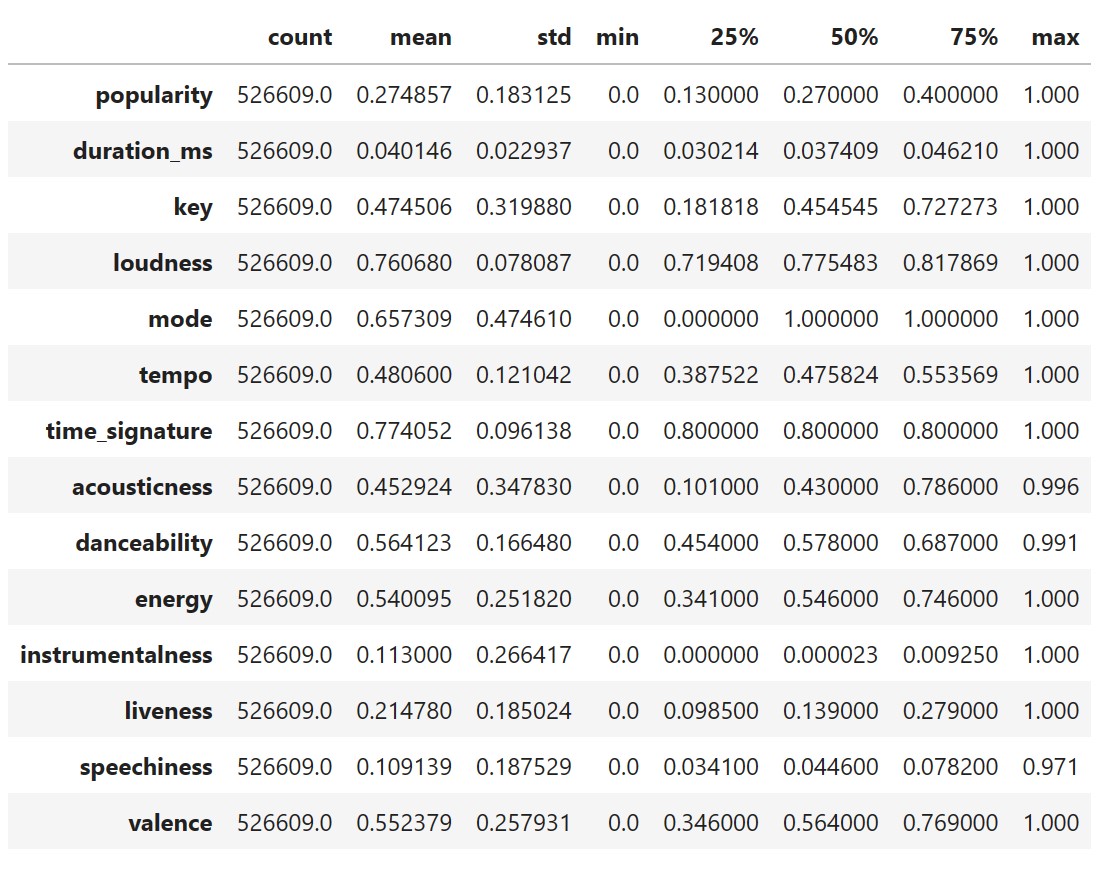 count mean std min 25% 50% 75% max
popularity 526609.0 0.274857 0.183125 0.0 0.130000 0.270000 0.400000 1.000
duration_ms 526609.0 0.040146 0.022937 0.0 0.030214 0.037409 0.046210 1.000
key 526609.0 0.474506 0.319880 0.0 0.181818 0.454545 0.727273 1.000
loudness 526609.0 0.760680 0.078087 0.0 0.719408 0.775483 0.817869 1.000
mode 526609.0 0.657309 0.474610 0.0 0.000000 1.000000 1.000000 1.000
tempo 526609.0 0.480600 0.121042 0.0 0.387522 0.475824 0.553569 1.000
time_signature 526609.0 0.774052 0.096138 0.0 0.800000 0.800000 0.800000 1.000
acousticness 526609.0 0.452924 0.347830 0.0 0.101000 0.430000 0.786000 0.996
danceability 526609.0 0.564123 0.166480 0.0 0.454000 0.578000 0.687000 0.991
energy 526609.0 0.540095 0.251820 0.0 0.341000 0.546000 0.746000 1.000
instrumentalness 526609.0 0.113000 0.266417 0.0 0.000000 0.000023 0.009250 1.000
liveness 526609.0 0.214780 0.185024 0.0 0.098500 0.139000 0.279000 1.000
speechiness 526609.0 0.109139 0.187529 0.0 0.034100 0.044600 0.078200 0.971
valence 526609.0 0.552379 0.257931 0.0 0.346000 0.564000 0.769000 1.000